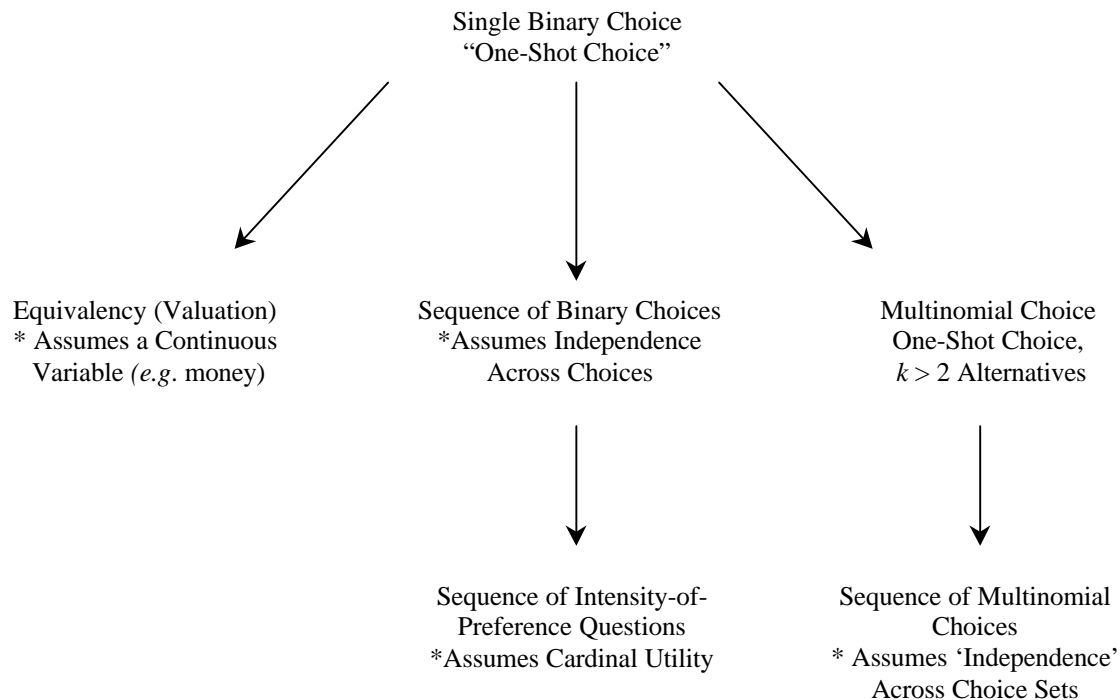 Single Binary Choice
“One-Shot Choice”
Equivalency (Valuation)
* Assumes a Continuous
Variable (e.g. money)
Sequence of Binary Choices
*Assumes Independence
Across Choices
Multinomial Choice
One-Shot Choice,
k > 2 Alternatives
Sequence of Intensity-of-
Preference Questions
*Assumes Cardinal Utility
Sequence of Multinomial
Choices
* Assumes ‘Independence’
Across Choice Sets